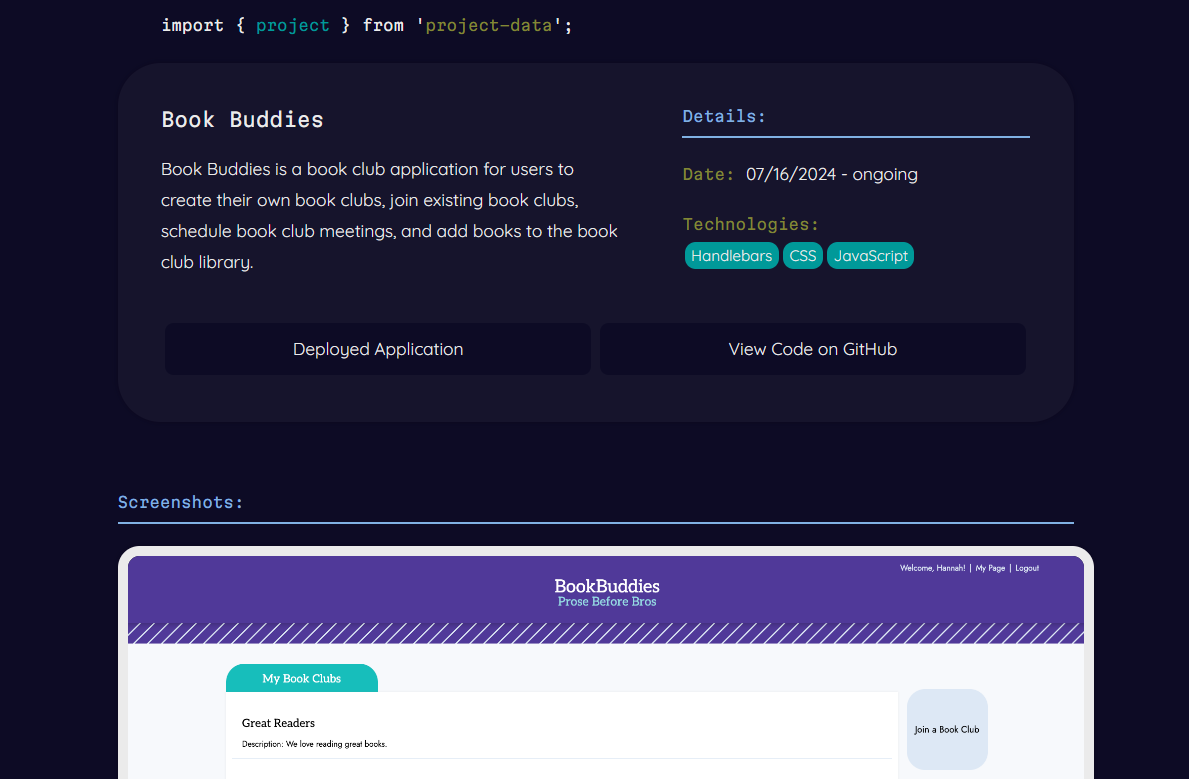 import { project } from 'project-data';
Book Buddies
Book Buddies is a book club application for users to
create their own book clubs, join existing book clubs,
schedule book club meetings, and add books to the book
club library.
Details:
Date: 07/16/2024 - ongoing
Technologies:
Handlebars CSS JavaScript
Deployed Application
View Code on GitHub
Screenshots:
Welcome, Hannah! | My Page | Logout
BookBuddies
Prose Before Bros
My Book Clubs
Great Readers
Description: We love reading great books.
Join a Book Club